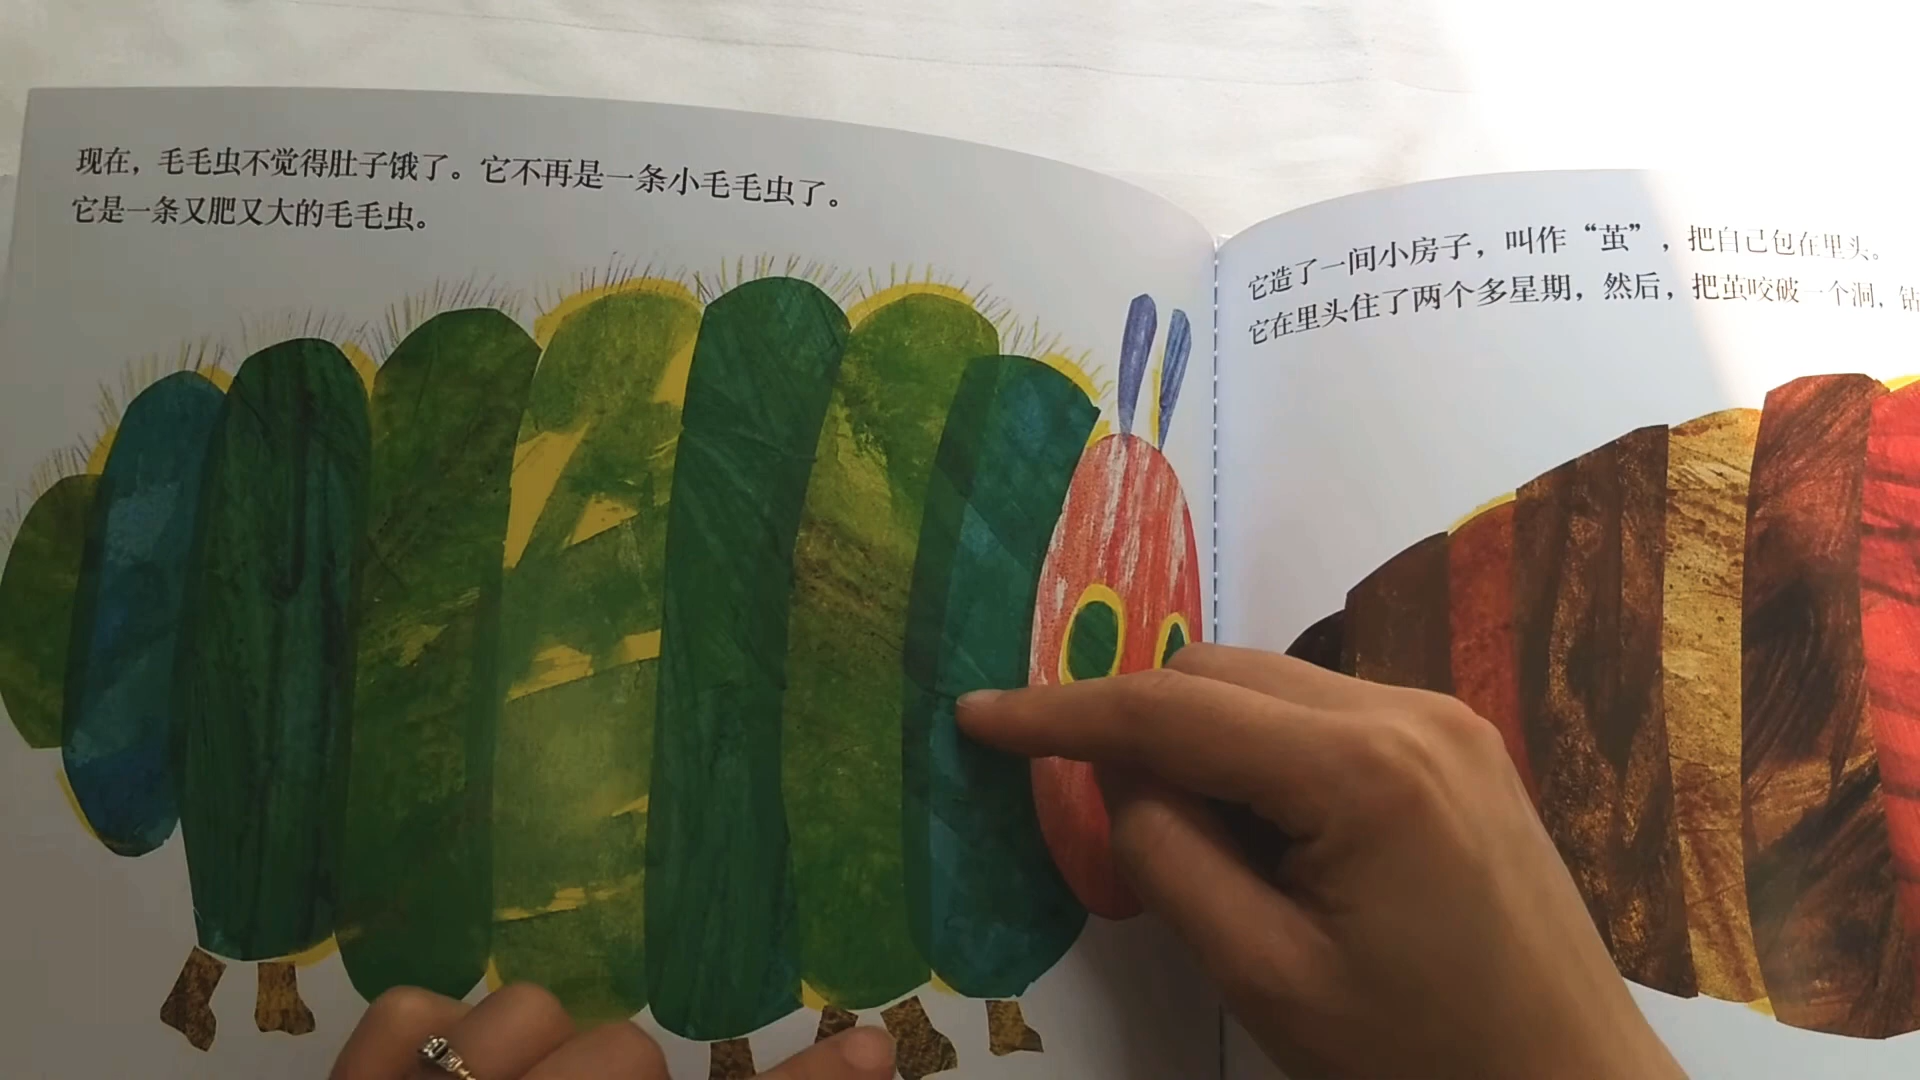 现在，毛毛虫不觉得肚子饿了。它不再是一条小毛毛虫了。
它是一条又肥又大的毛毛虫。
它造了一间小房子，叫作“茧”，把自己包在里头。
它在里头住了两个多星期，然后，把茧咬破一个洞，钻